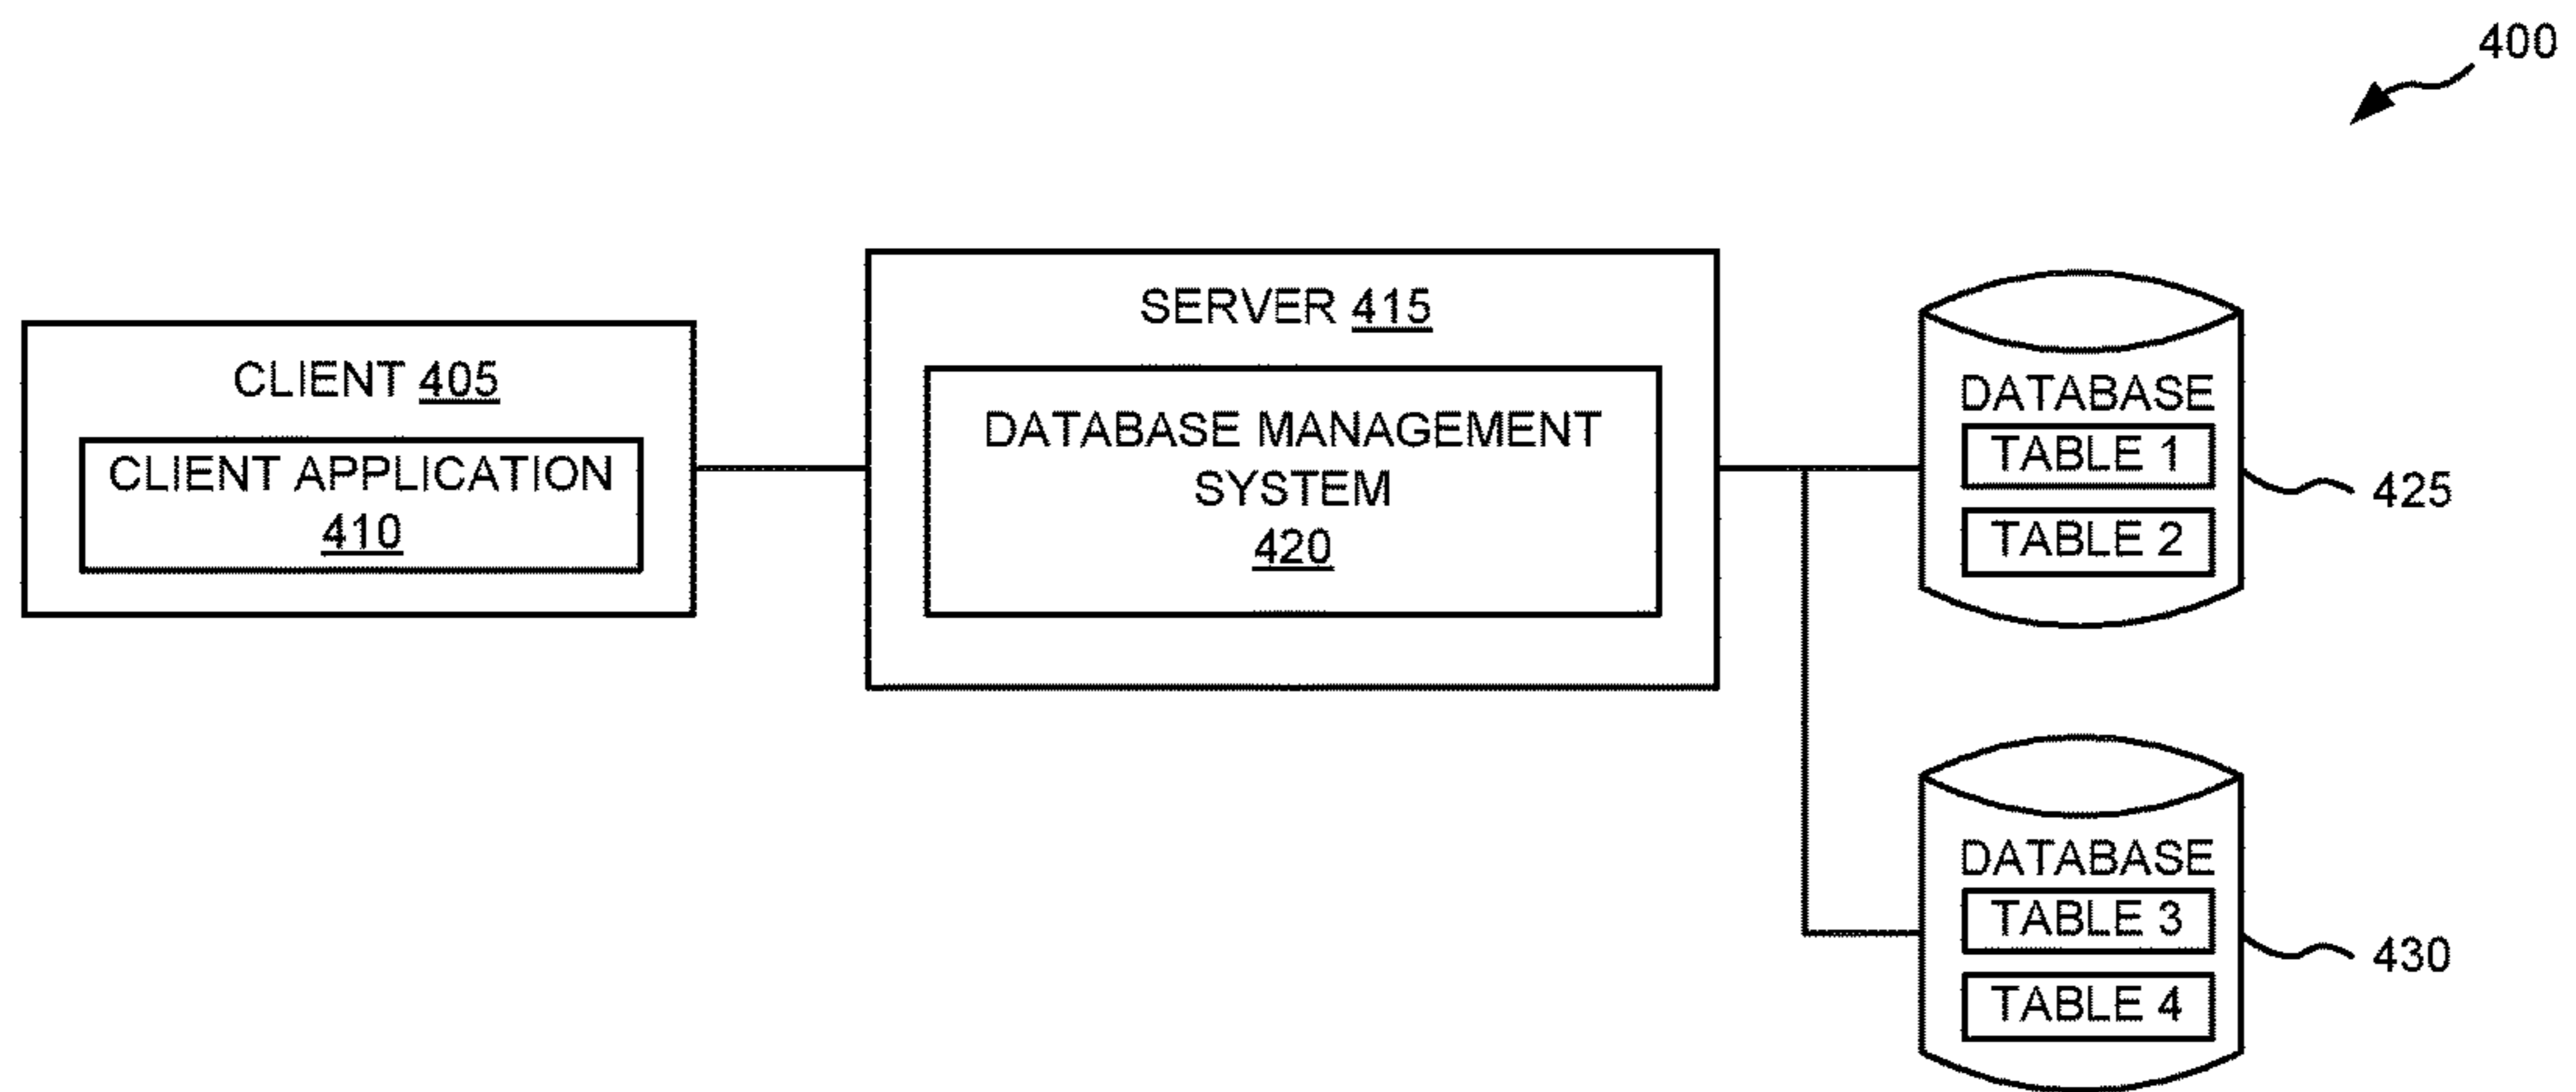 400
CLIENT 405
CLIENT APPLICATION
410
SERVER 415
DATABASE MANAGEMENT
SYSTEM
420
DATABASE
TABLE 1
TABLE 2
425
DATABASE
TABLE 3
TABLE 4
430